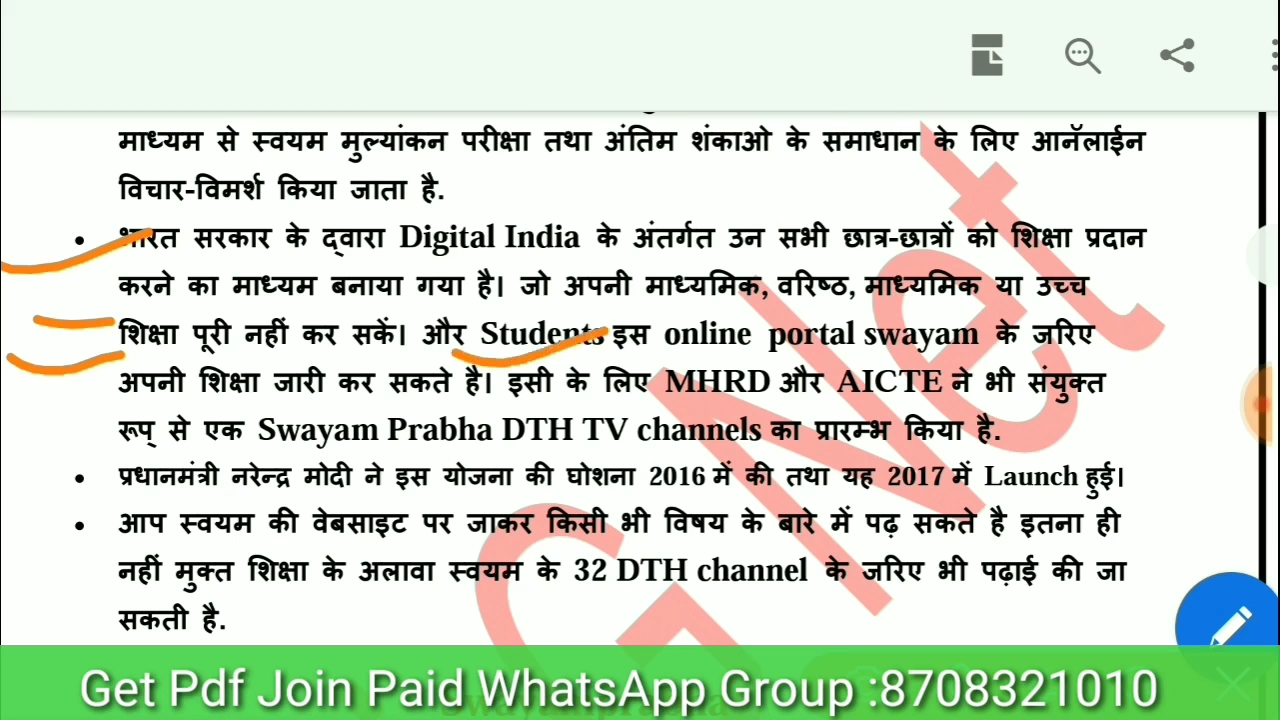 माध्यम से स्वयम मुल्यांकन परीक्षा तथा अंतिम शंकाओ के समाधान के लिए आनॅलाईन
विचार-विमर्श किया जाता है.
• भारत सरकार के द्वारा Digital India के अंतर्गत उन सभी छात्र-छात्रों को शिक्षा प्रदान
करने का माध्यम बनाया गया है। जो अपनी माध्यमिक, वरिष्ठ, माध्यमिक या उच्च
शिक्षा पूरी नहीं कर सकें। और Students इस online portal swayam के जरिए
अपनी शिक्षा जारी कर सकते है। इसी के लिए MHRD और AICTE ने भी संयुक्त
रूप् से एक Swayam Prabha DTH TV channels का प्रारम्भ किया है.
• प्रधानमंत्री नरेन्द्र मोदी ने इस योजना की घोशना 2016 में की तथा यह 2017 में Launch हुई।
• आप स्वयम की वेबसाइट पर जाकर किसी भी विषय के बारे में पढ़ सकते है इतना ही
नहीं मुक्त शिक्षा के अलावा स्वयम के 32 DTH channel के जरिए भी पढ़ाई की जा
सकती है.
G Net
Get Pdf Join Paid WhatsApp Group :8708321010